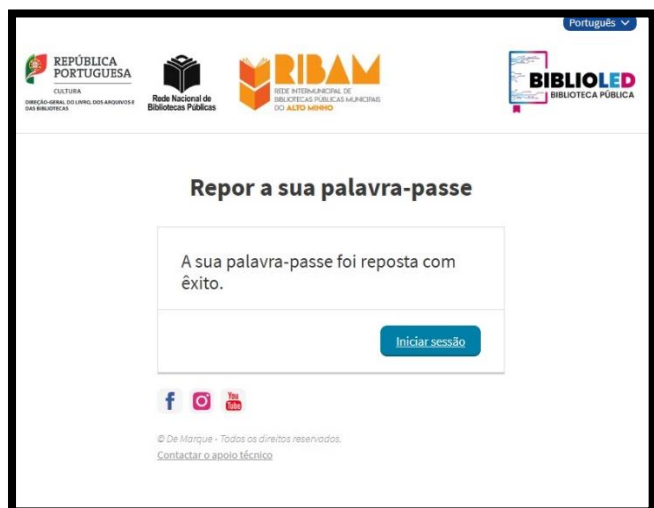 Português
REPÚBLICA
PORTUGUESA
CULTURA
DIREÇÃO-GERAL DO LIVRO, DOS ARQUIVOS E
DAS BIBLIOTECAS
Rede Nacional de
Bibliotecas Públicas
RIBAM
REDE INTERMUNICIPAL DE
BIBLIOTECAS PÚBLICAS MUNICIPAIS
DO ALTO MINHO
BIBLIOLED
BIBLIOTECA PÚBLICA
Repor a sua palavra-passe
A sua palavra-passe foi reposta com
êxito.
Iniciar sessão
You
Tube
© De Marque - Todos os direitos reservados.
Contactar o apoio técnico